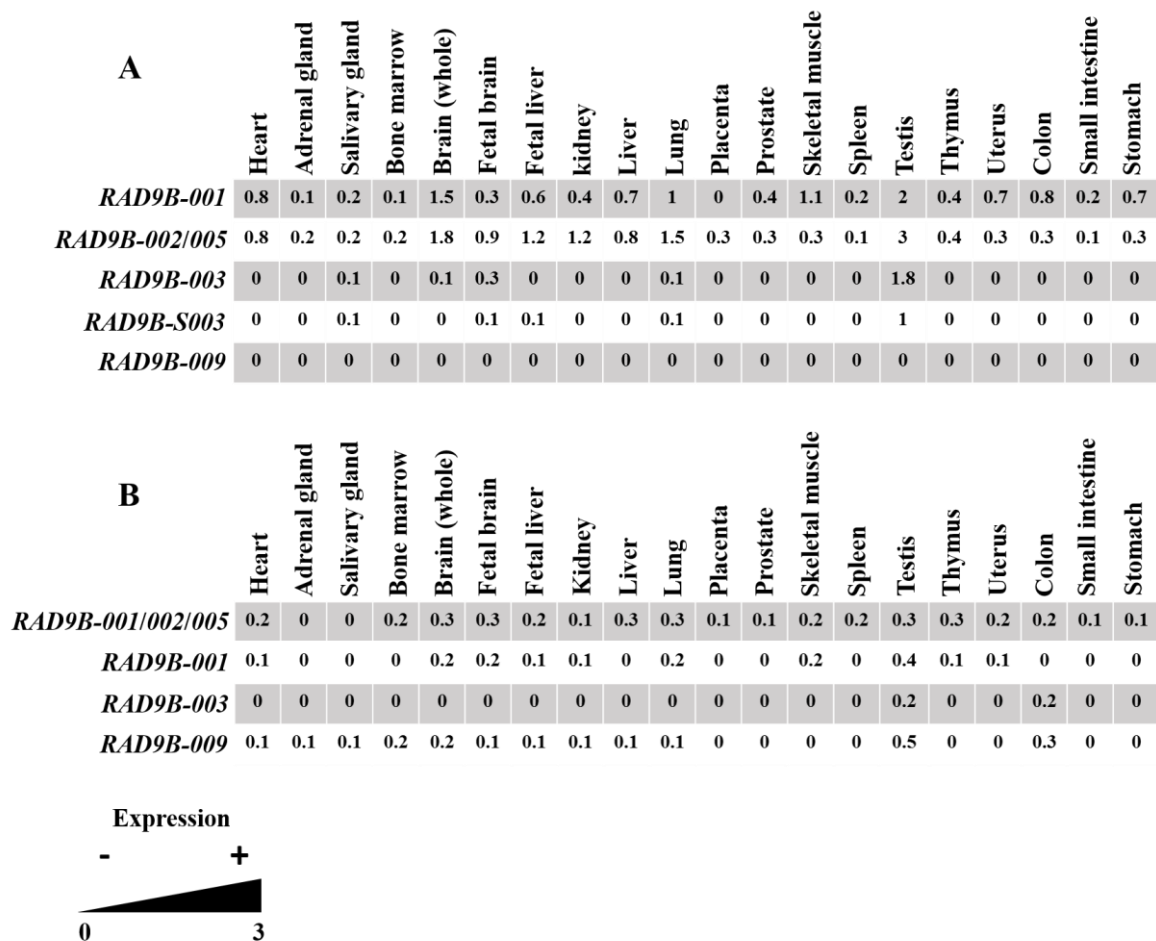 A
Heart Adrenal gland Salivary gland Bone marrow Brain (whole) Fetal brain Fetal liver kidney Liver Lung Placenta Prostate Skeletal muscle Spleen Testis Thymus Uterus Colon Small intestine Stomach
RAD9B-001 0.8 0.1 0.2 0.1 1.5 0.3 0.6 0.4 0.7 1 0 0.4 1.1 0.2 2 0.4 0.7 0.8 0.2 0.7
RAD9B-002/005 0.8 0.2 0.2 0.2 1.8 0.9 1.2 1.2 0.8 1.5 0.3 0.3 0.3 0.1 3 0.4 0.3 0.3 0.1 0.3
RAD9B-003 0 0 0.1 0 0.1 0.3 0 0 0 0.1 0 0 0 0 1.8 0 0 0 0 0
RAD9B-S003 0 0 0.1 0 0 0.1 0.1 0 0 0.1 0 0 0 0 1 0 0 0 0 0
RAD9B-009 0 0 0 0 0 0 0 0 0 0 0 0 0 0 0 0 0 0 0 0
B
Heart Adrenal gland Salivary gland Bone marrow Brain (whole) Fetal brain Fetal liver Kidney Liver Lung Placenta Prostate Skeletal muscle Spleen Testis Thymus Uterus Colon Small intestine Stomach
RAD9B-001/002/005 0.2 0 0 0.2 0.3 0.3 0.2 0.1 0.3 0.3 0.1 0.1 0.2 0.2 0.3 0.3 0.2 0.2 0.1 0.1
RAD9B-001 0.1 0 0 0 0.2 0.2 0.1 0.1 0 0.2 0 0 0.2 0 0.4 0.1 0.1 0 0 0
RAD9B-003 0 0 0 0 0 0 0 0 0 0 0 0 0 0 0.2 0 0 0.2 0 0
RAD9B-009 0.1 0.1 0.1 0.2 0.2 0.1 0.1 0.1 0.1 0.1 0 0 0 0 0.5 0 0 0.3 0 0
Expression
- +
0 3